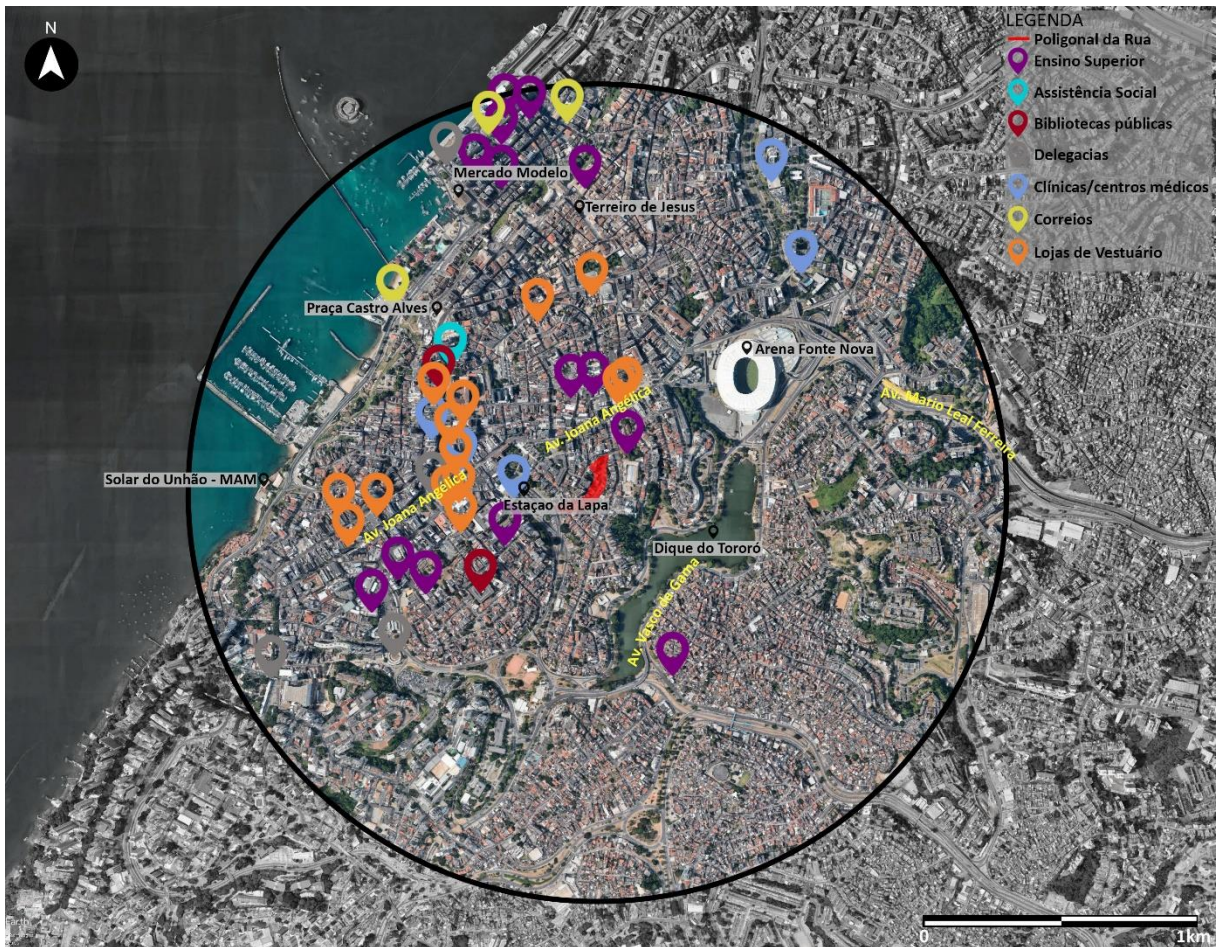 N
LEGENDA
Poligonal da Rua
Ensino Superior
Assistência Social
Bibliotecas públicas
Delegacias
Clínicas/centros médicos
Correios
Lojas de Vestuário
Mercado Modelo
Terreiro de Jesus
Praça Castro Alves
Arena Fonte Nova
Av. Mario Leal Ferreira
Av. Joana Angélica
Solar do Unhão - MAM
Av. Joana Angélica
Estaçao da Lapa
Dique do Tororó
Av. Vasco de Gama
Earth
0
1km